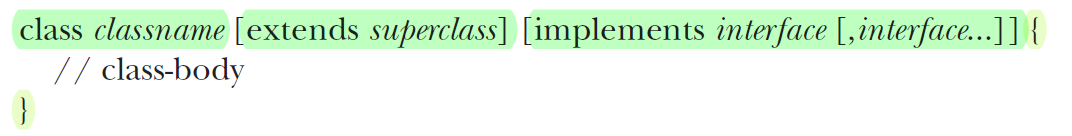 class classname [extends superclass] [implements interface [,interface...]] {
// class-body
}